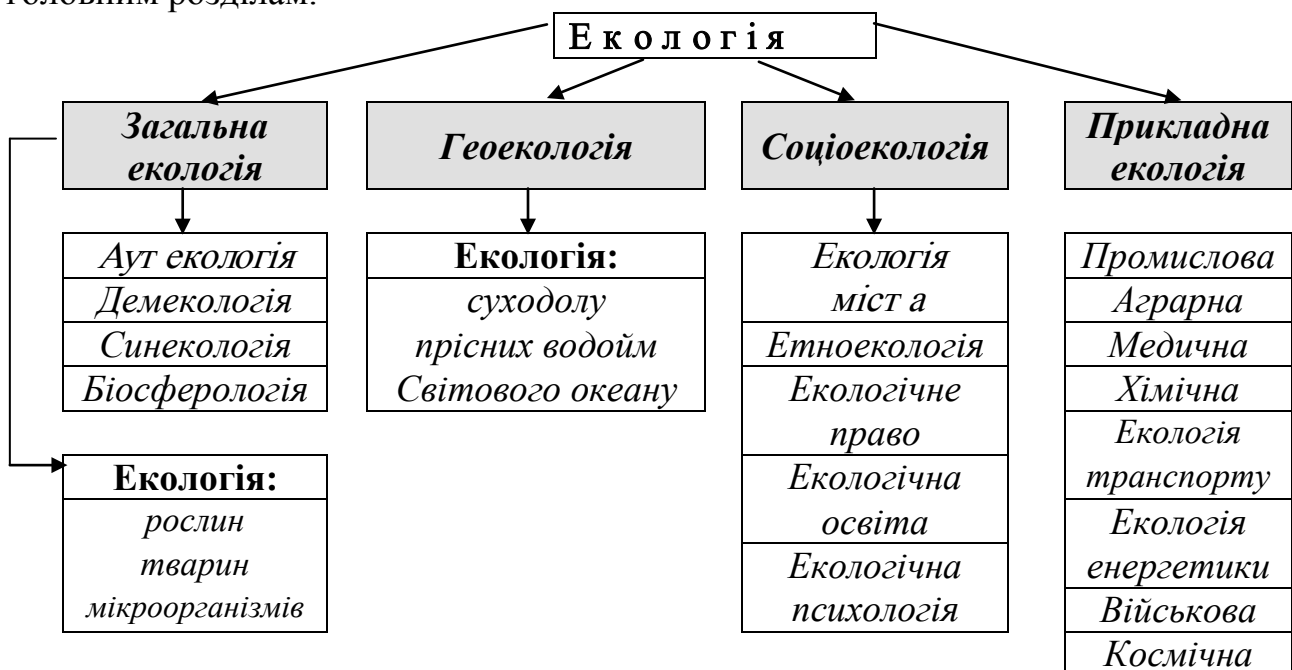 головним розділам.
Екологія
Загальна
екологія
Геоекологія
Соціоекологія
Прикладна
екологія
Аут екологія
Демекологія
Синекологія
Біосферологія
Екологія:
рослин
тварин
мікроорганізмів
Екологія:
суходолу
прісних водойм
Світового океану
Екологія
міст а
Етноекологія
Екологічне
право
Екологічна
освіта
Екологічна
психологія
Промислова
Аграрна
Медична
Хімічна
Екологія
транспорту
Екологія
енергетики
Військова
Космічна